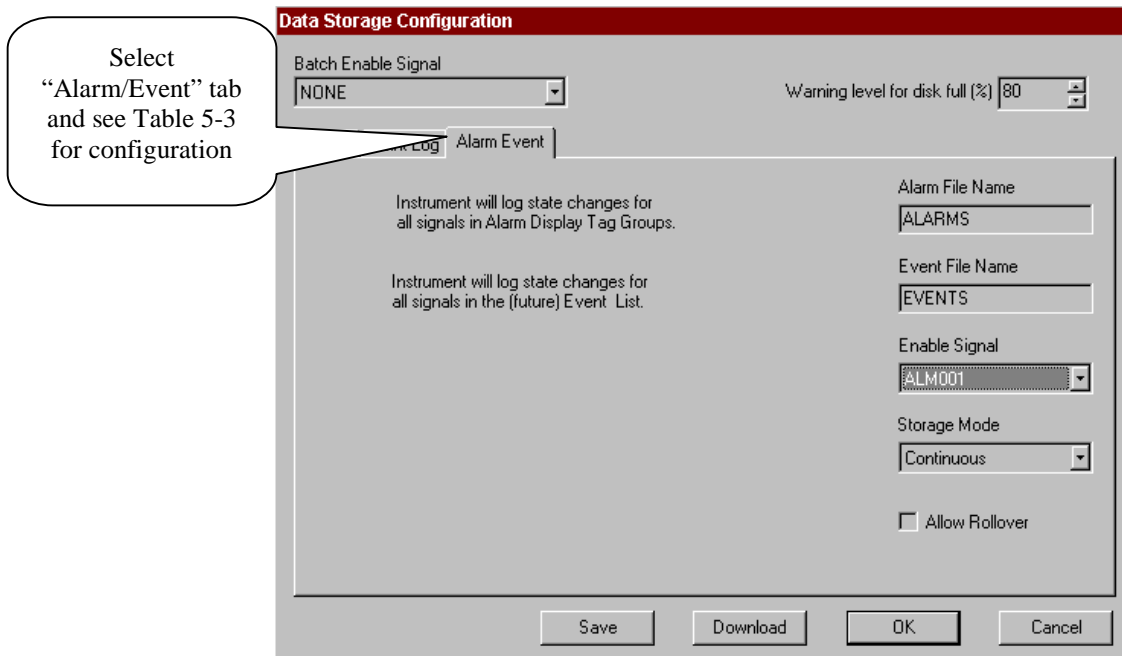 Select
“Alarm/Event” tab
and see Table 5-3
for configuration
Data Storage Configuration
Batch Enable Signal
NONE
Warning level for disk full (%) 80
Log
Alarm Event
Instrument will log state changes for
all signals in Alarm Display Tag Groups.
Instrument will log state changes for
all signals in the (future) Event List.
Alarm File Name
ALARMS
Event File Name
EVENTS
Enable Signal
ALM001
Storage Mode
Continuous
Allow Rollover
Save
Download
OK
Cancel